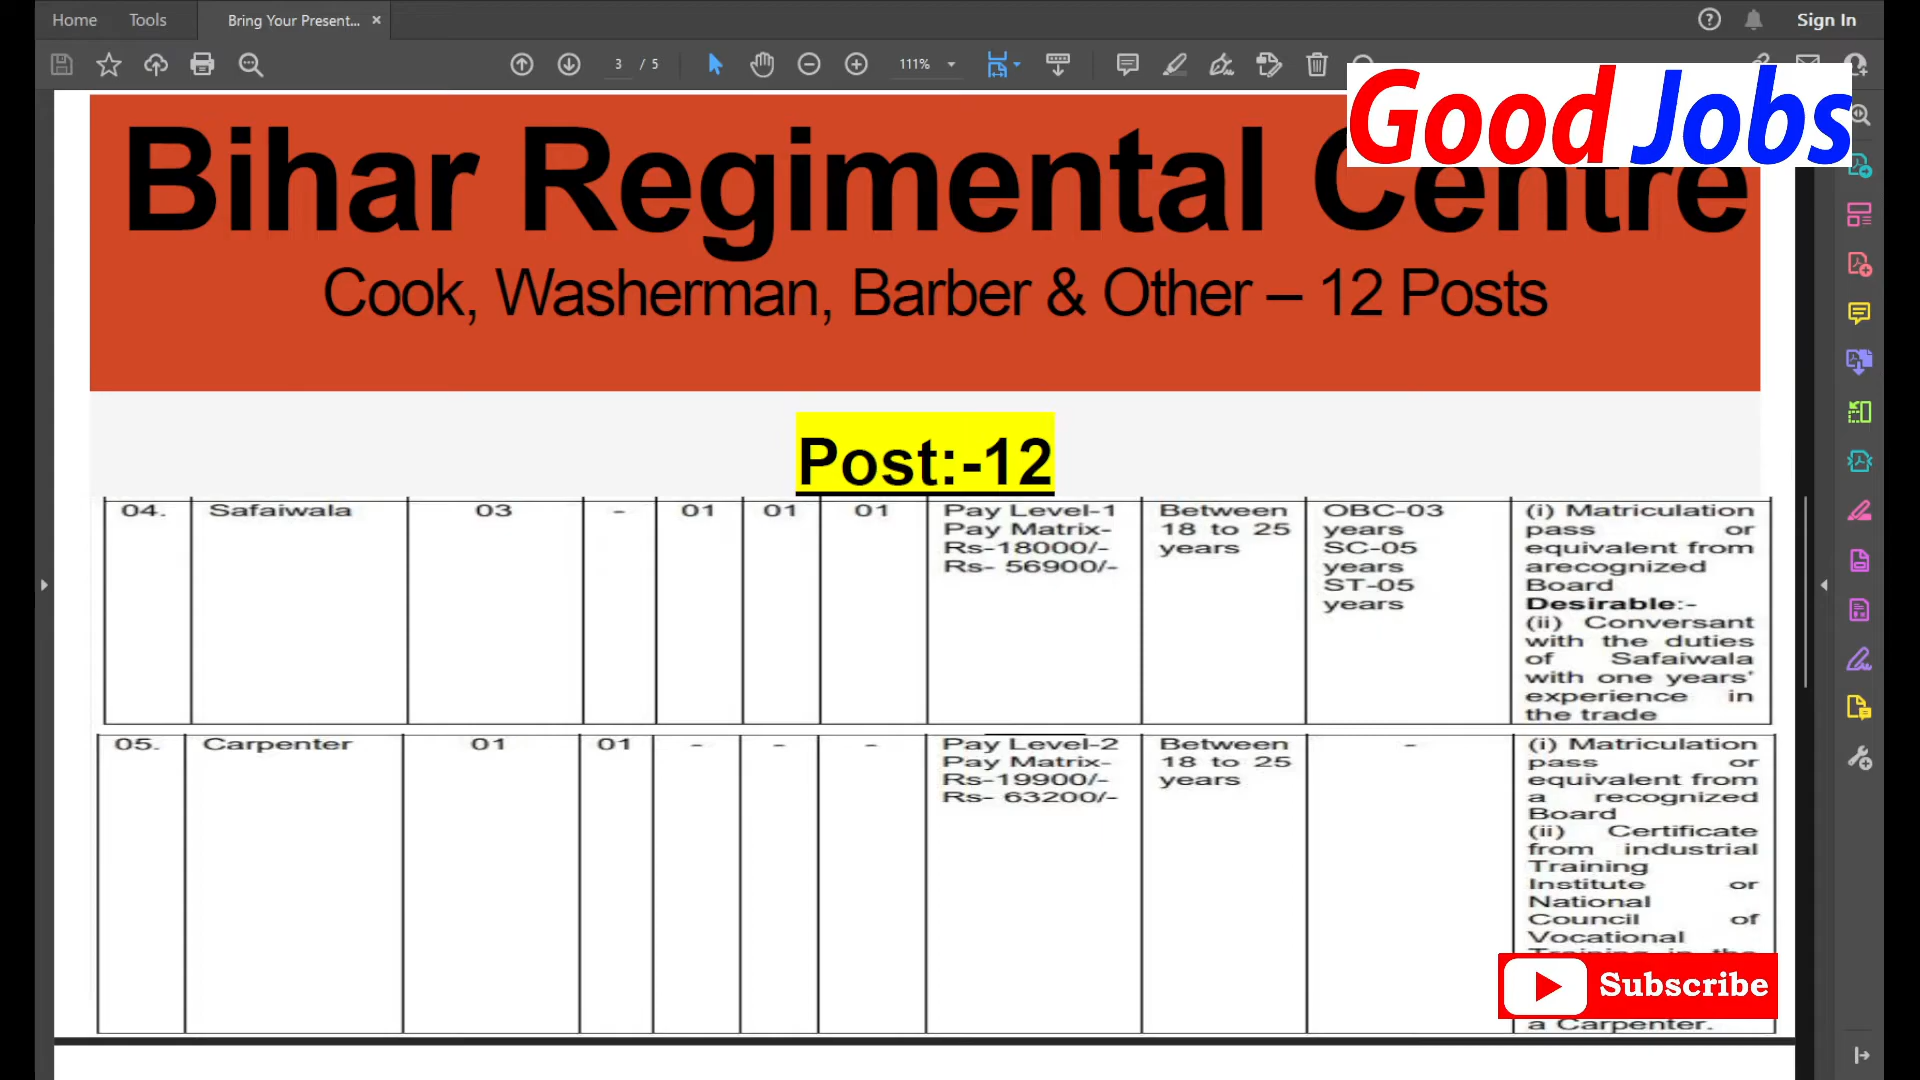 Home Tools Bring Your Present... × Sign In
3 / 5 111%
Good Jobs
Bihar Regimental Centre
Cook, Washerman, Barber & Other – 12 Posts
Post:-12
04. Safaiwala 03 - 01 01 01 Pay Level-1 Between OBC-03 (i) Matriculation
Pay Matrix- 18 to 25 years pass or
Rs-18000/- years SC-05 equivalent from
Rs- 56900/- years arecognized
ST-05 Board
years Desirable:-
(ii) Conversant
with the duties
of Safaiwala
with one years'
experience in
the trade
05. Carpenter 01 01 - - - Pay Level-2 Between - (i) Matriculation
Pay Matrix- 18 to 25 pass or
Rs-19900/- years equivalent from
Rs- 63200/- a recognized
Board
(ii) Certificate
from industrial
Training
Institute or
National
Council of
Vocational
Subscribe
a Carpenter.